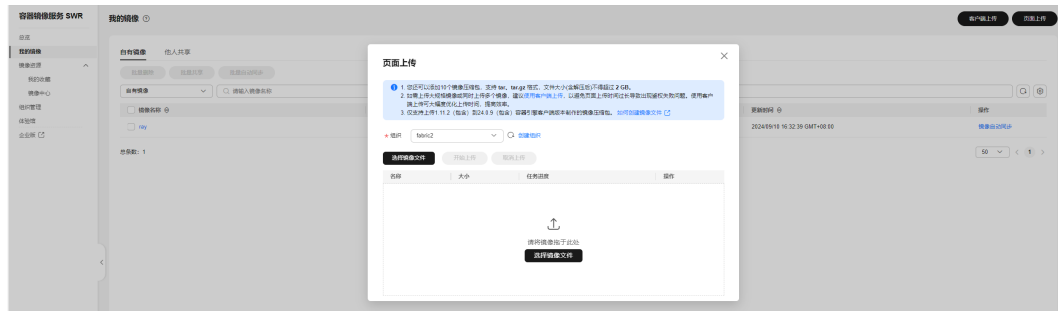 容器镜像服务 SWR
我的镜像
客户端上传
页面上传
总览
我的镜像
镜像资源
我的收藏
镜像中心
组织管理
体验馆
企业版
自有镜像
他人共享
自有镜像
请输入镜像名称
镜像名称
ray
总条数：1
页面上传
1. 您还可以添加10个镜像压缩包，支持 tar、tar.gz 格式，文件大小(含解压后)不得超过 2 GB。
2. 如需上传大规格镜像或同时上传多个镜像，建议使用客户端上传，以避免页面上传时间过长导致出现鉴权失败问题，使用客户
端上传可大幅度优化上传时间，提高效率。
3. 仅支持上传1.11.2（包含）到24.0.9（包含）容器引擎客户端版本制作的镜像压缩包。 如何创建镜像文件
* 组织
fabric2
创建组织
选择镜像文件
开始上传
取消上传
名称
大小
任务进度
操作
请将镜像拖于此处
选择镜像文件
更新时间
操作
2024/09/10 16:32:39 GMT+08:00
镜像自动同步
50
1